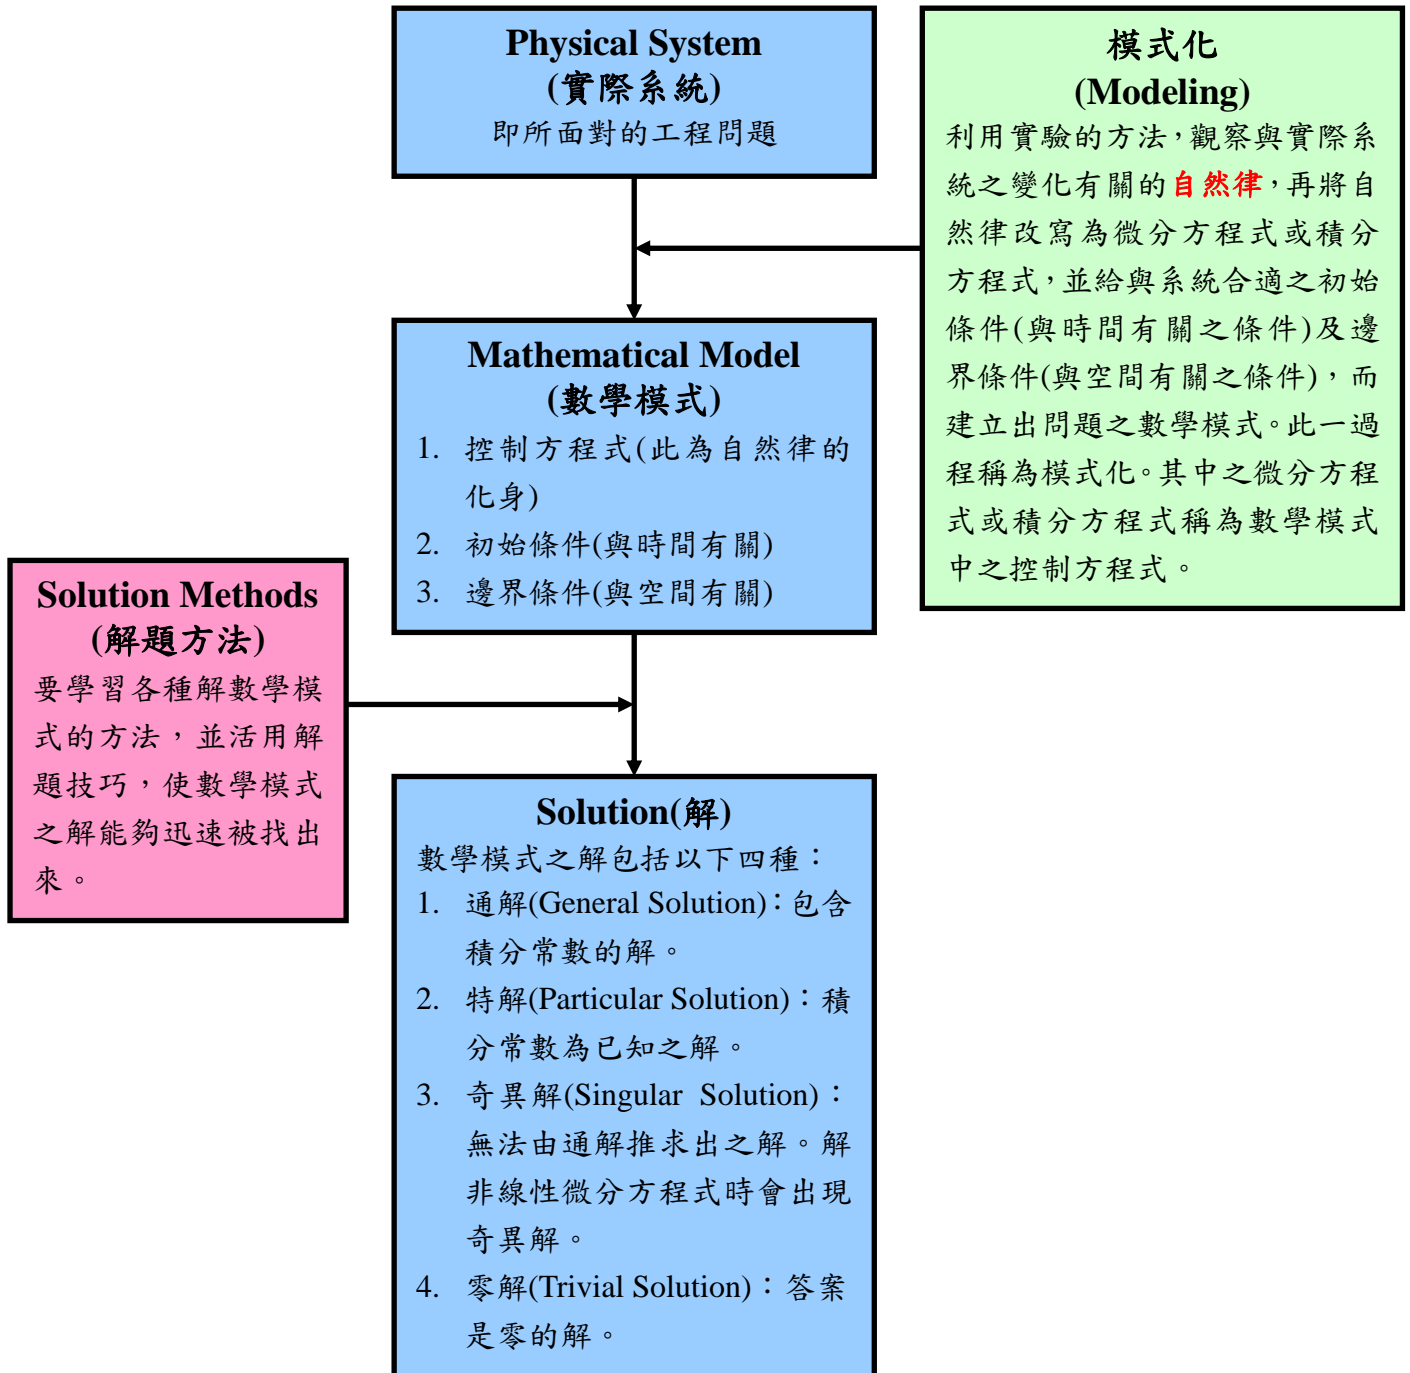 Physical System
(實際系統)
即所面對的工程問題
模式化
(Modeling)
利用實驗的方法，觀察與實際系
統之變化有關的自然律，再將自
然律改寫為微分方程式或積分
方程式，並給與系統合適之初始
條件(與時間有關之條件)及邊
界條件(與空間有關之條件)，而
建立出問題之數學模式。此一過
程稱為模式化。其中之微分方程
式或積分方程式稱為數學模式
中之控制方程式。
Mathematical Model
(數學模式)
1. 控制方程式(此為自然律的
化身)
2. 初始條件(與時間有關)
3. 邊界條件(與空間有關)
Solution Methods
(解題方法)
要學習各種解數學模
式的方法，並活用解
題技巧，使數學模式
之解能夠迅速被找出
來。
Solution(解)
數學模式之解包括以下四種：
1. 通解(General Solution)：包含
積分常數的解。
2. 特解(Particular Solution)：積
分常數為已知之解。
3. 奇異解(Singular Solution)：
無法由通解推求出之解。解
非線性微分方程式時會出現
奇異解。
4. 零解(Trivial Solution)：答案
是零的解。